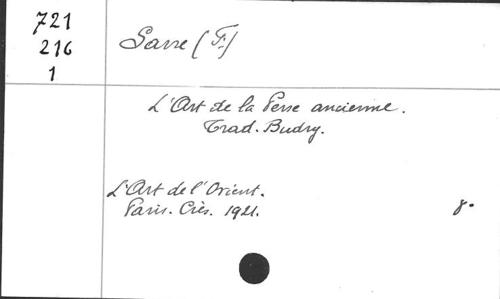 721
216
1
Sarre (F.)
L'Art de la Perse ancienne.
Trad. Budry.
L'Art de l'Orient.
Paris. Crès. 1921.
8°